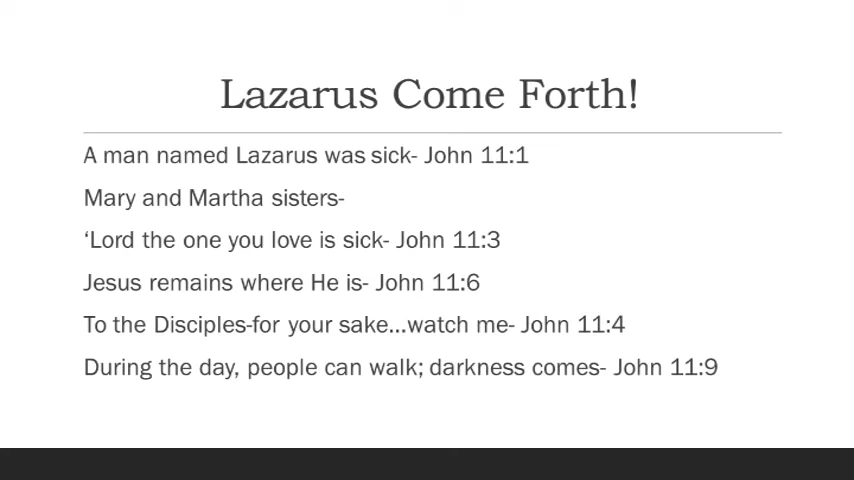 Lazarus Come Forth!
A man named Lazarus was sick- John 11:1
Mary and Martha sisters-
‘Lord the one you love is sick- John 11:3
Jesus remains where He is- John 11:6
To the Disciples-for your sake…watch me- John 11:4
During the day, people can walk; darkness comes- John 11:9